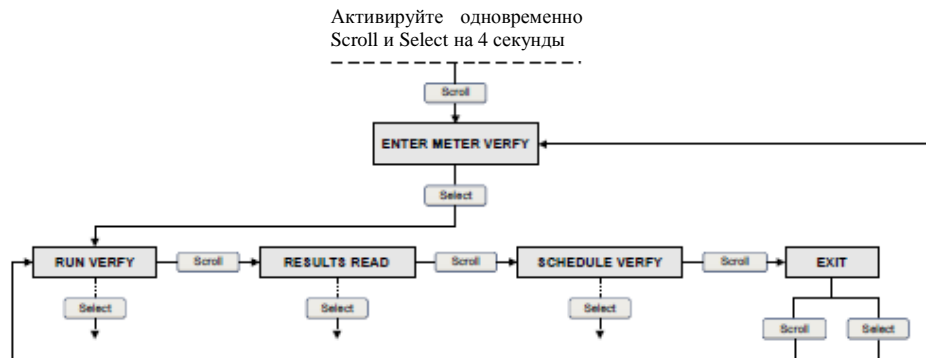 Активируйте одновременно
Scroll и Select на 4 секунды
Scroll
ENTER METER VERFY
Select
RUN VERFY
Scroll
RESULTS READ
Scroll
SCHEDULE VERFY
Scroll
EXIT
Select
Select
Select
Scroll
Select